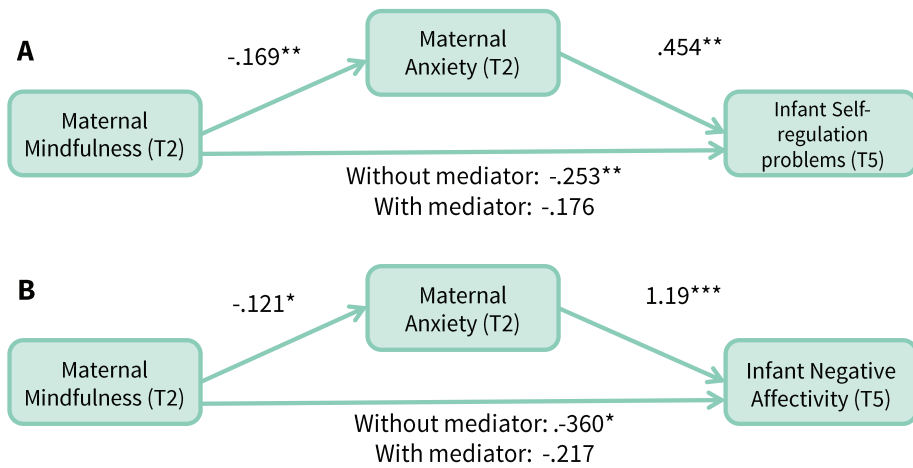 A
-.169**
Maternal
Anxiety (T2)
.454**
Maternal
Mindfulness (T2)
Infant Self-
regulation
problems (T5)
Without mediator: -.253**
With mediator: -.176
B
-.121*
Maternal
Anxiety (T2)
1.19***
Maternal
Mindfulness (T2)
Infant Negative
Affectivity (T5)
Without mediator: .-360*
With mediator: -.217